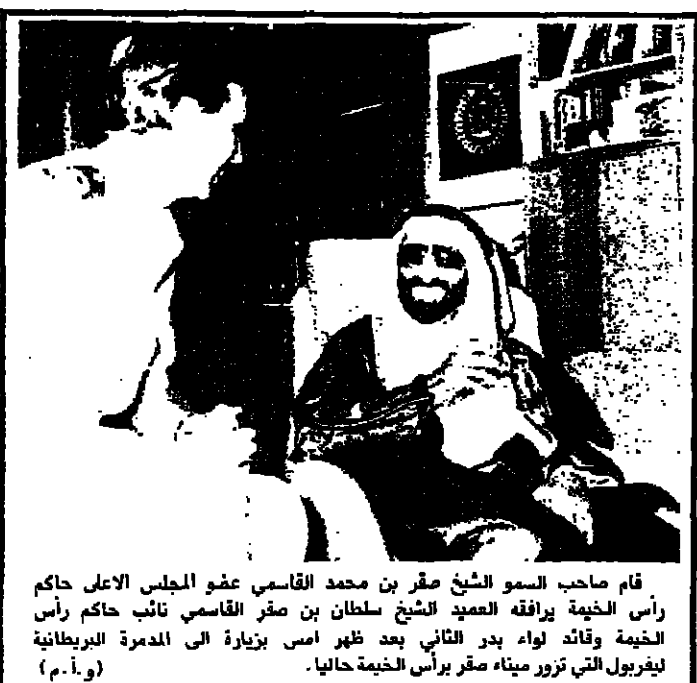 قام صاحب السمو الشيخ صقر بن محمد القاسمي عضو المجلس الاعلى حاكم
رأس الخيمة يرافقه العميد الشيخ سلطان بن صقر القاسمي نائب حاكم رأس
الخيمة وقائد لواء بدر الثاني بعد ظهر امس بزيارة الى المدمرة البريطانية
ليفربول التي تزور ميناء صقر برأس الخيمة حاليا. (و.أ.م)